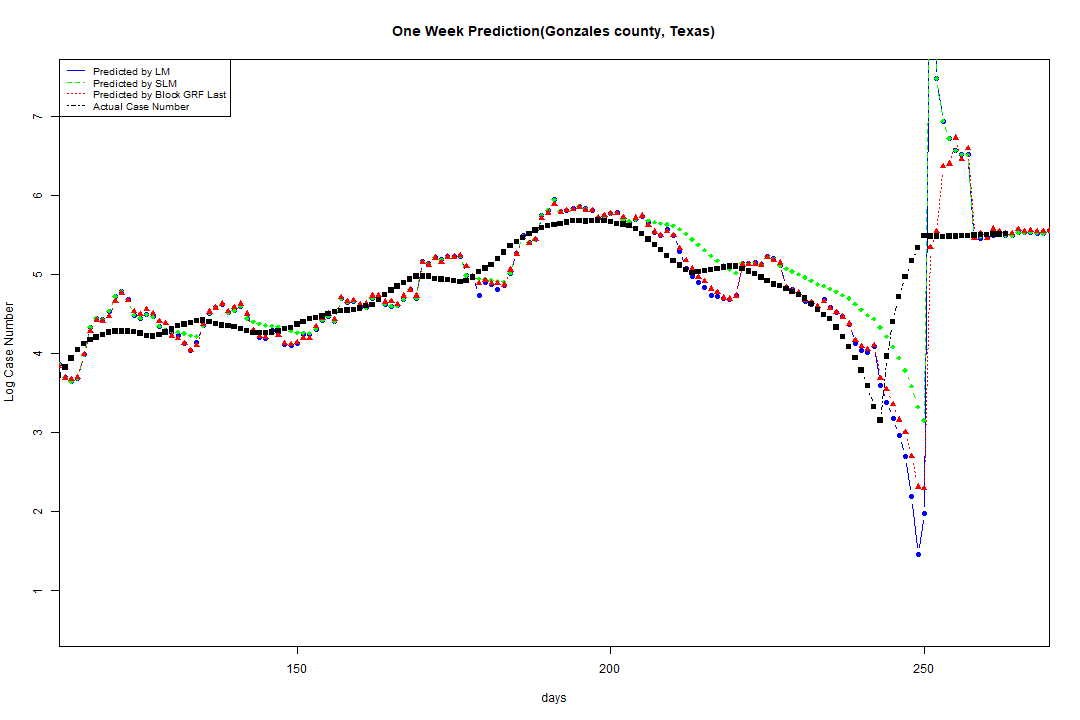 One Week Prediction(Gonzales county, Texas)
Predicted by LM
Predicted by SLM
Predicted by Block GRF Last
Actual Case Number
7
6
5
4
3
2
1
Log Case Number
150
200
250
days